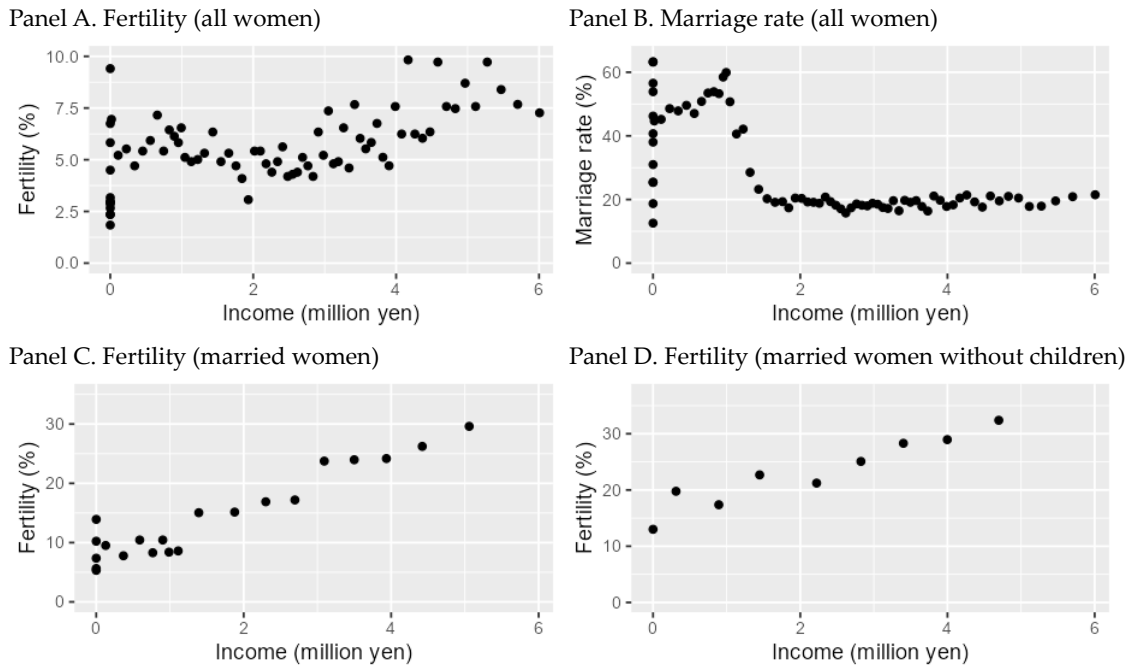 Panel A. Fertility (all women)
10.0
7.5
5.0
2.5
0.0
Fertility (%)
0 2 4 6
Income (million yen)
Panel B. Marriage rate (all women)
60
40
20
0
Marriage rate (%)
0 2 4 6
Income (million yen)
Panel C. Fertility (married women)
30
20
10
0
Fertility (%)
0 2 4 6
Income (million yen)
Panel D. Fertility (married women without children)
30
20
10
0
Fertility (%)
0 2 4 6
Income (million yen)